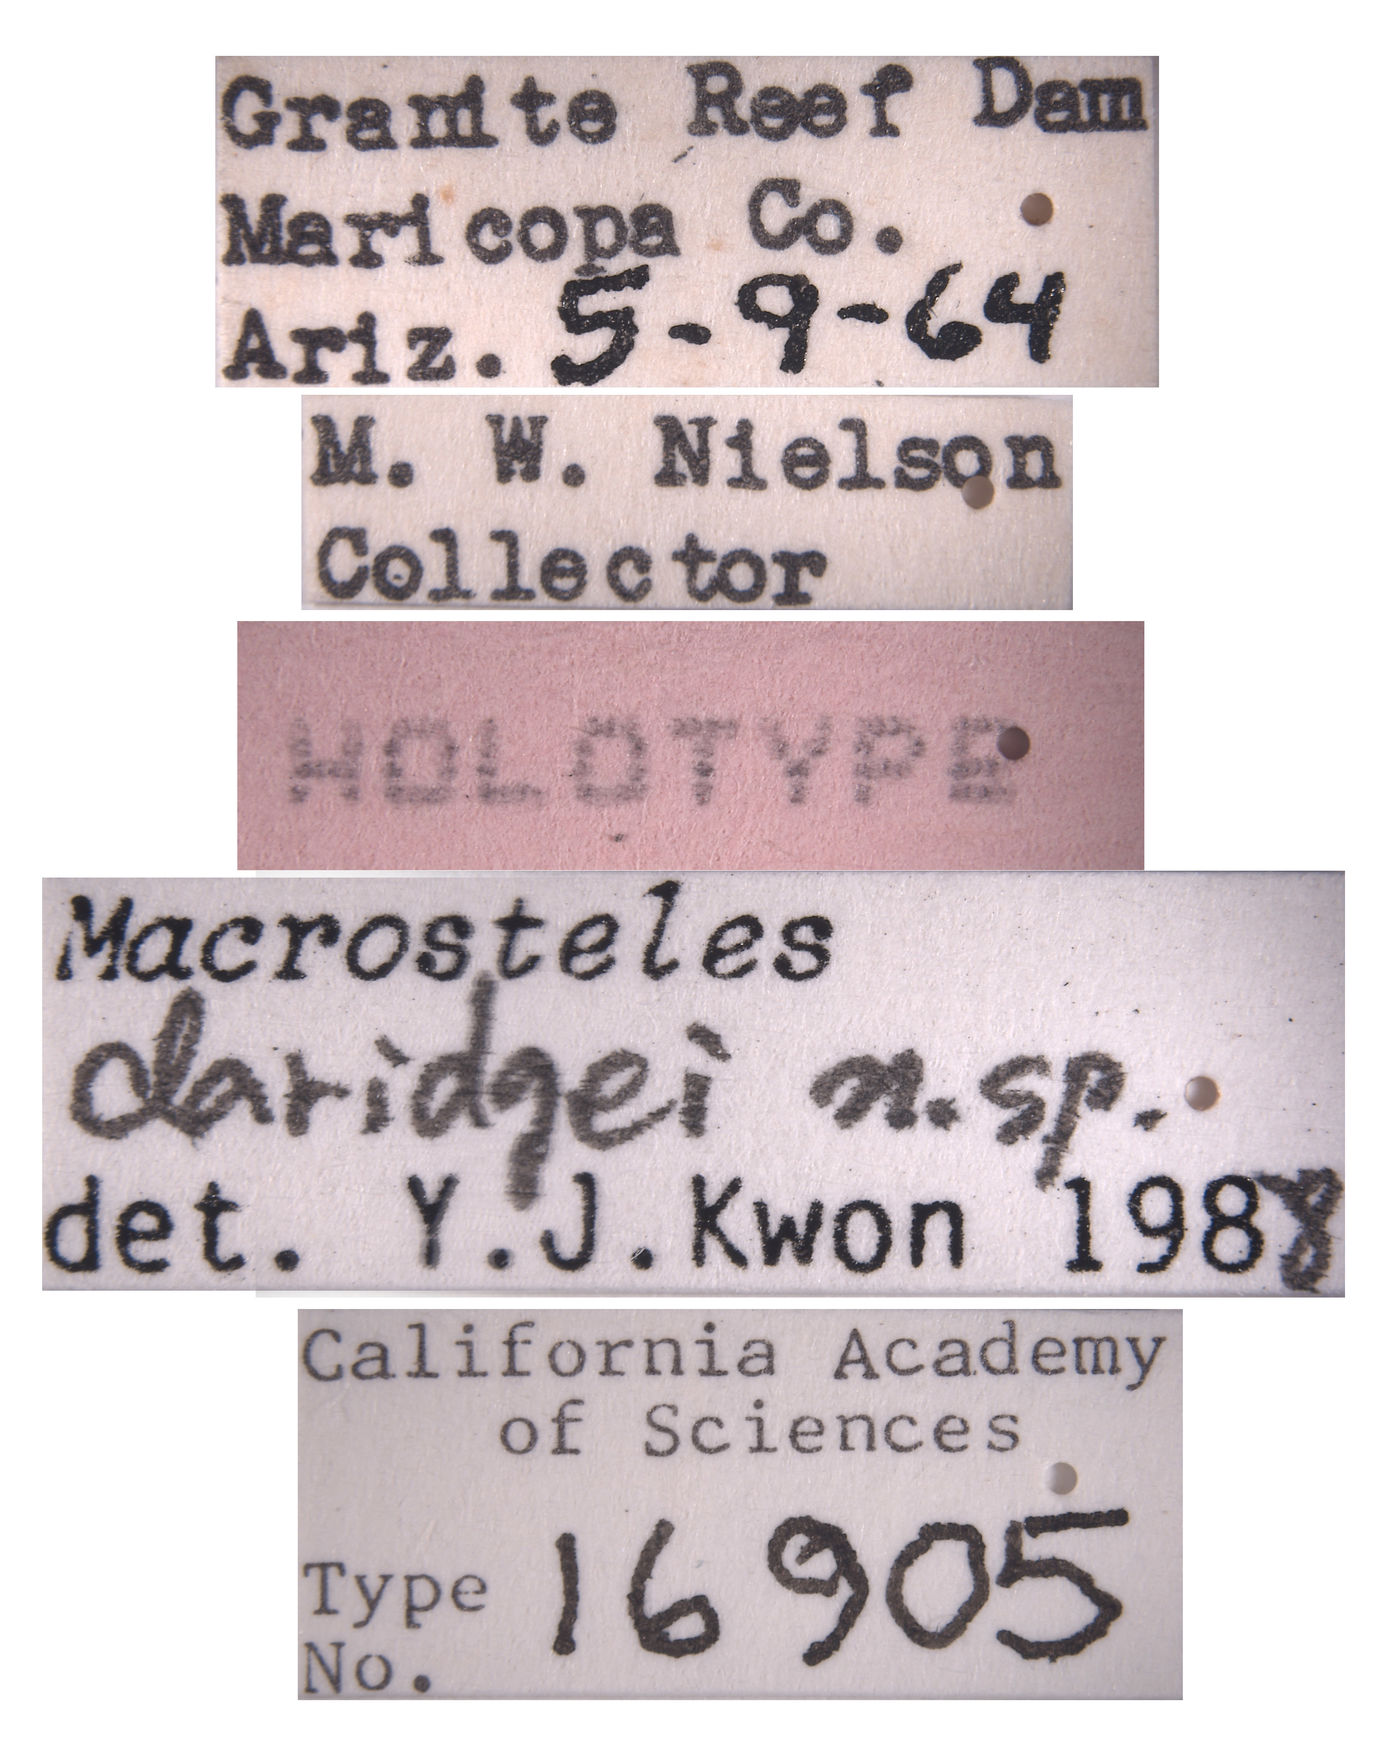 Granite Reef Dam
Maricopa Co.
Ariz. 5-9-64
M. W. Nielson
Collector
HOLOTYPE
Macrosteles
claridgei n.sp.
det. Y.J.Kwon 1988
California Academy
of Sciences
Type 16905
No.